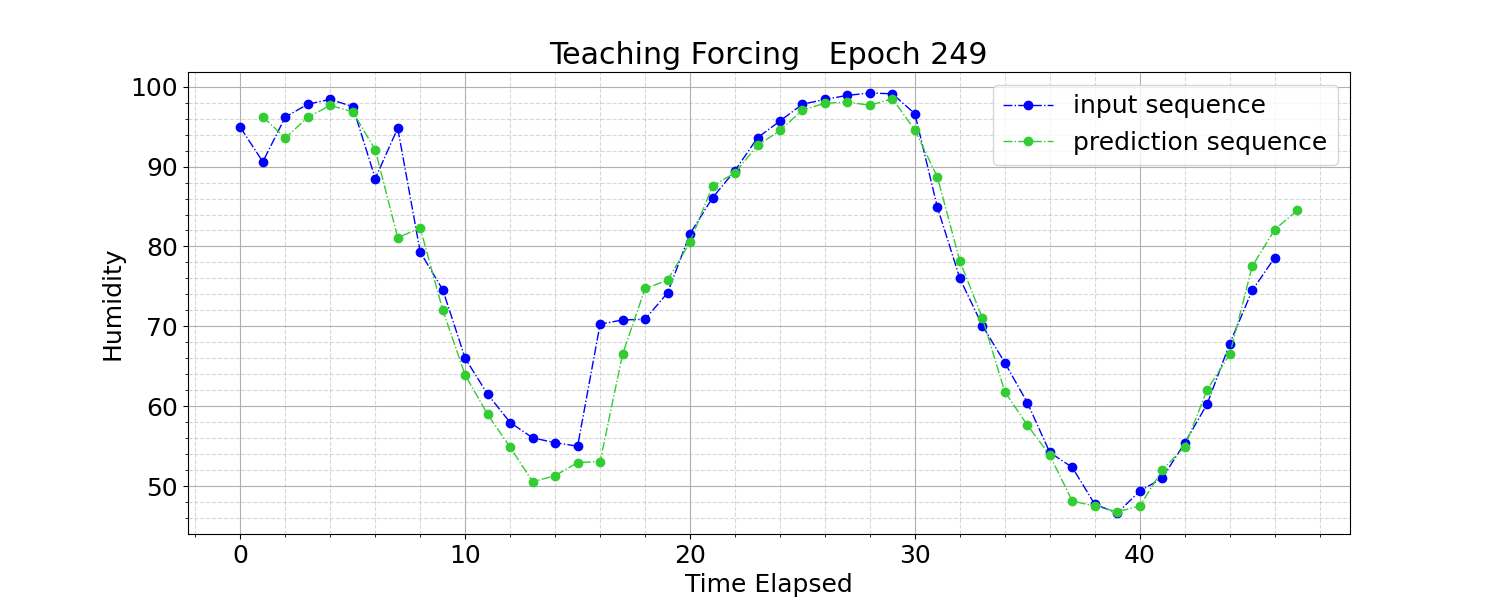 Teaching Forcing   Epoch 249
input sequence
prediction sequence
Humidity
100
90
80
70
60
50
0 10 20 30 40
Time Elapsed